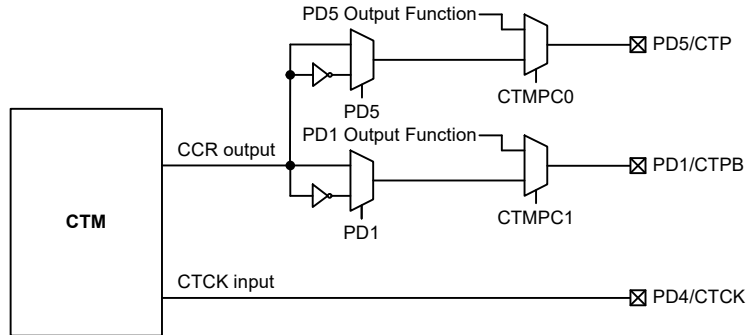 PD5 Output Function
PD5/CTP
PD5
CTMPC0
CCR output
PD1 Output Function
PD1/CTPB
PD1
CTMPC1
CTM
CTCK input
PD4/CTCK